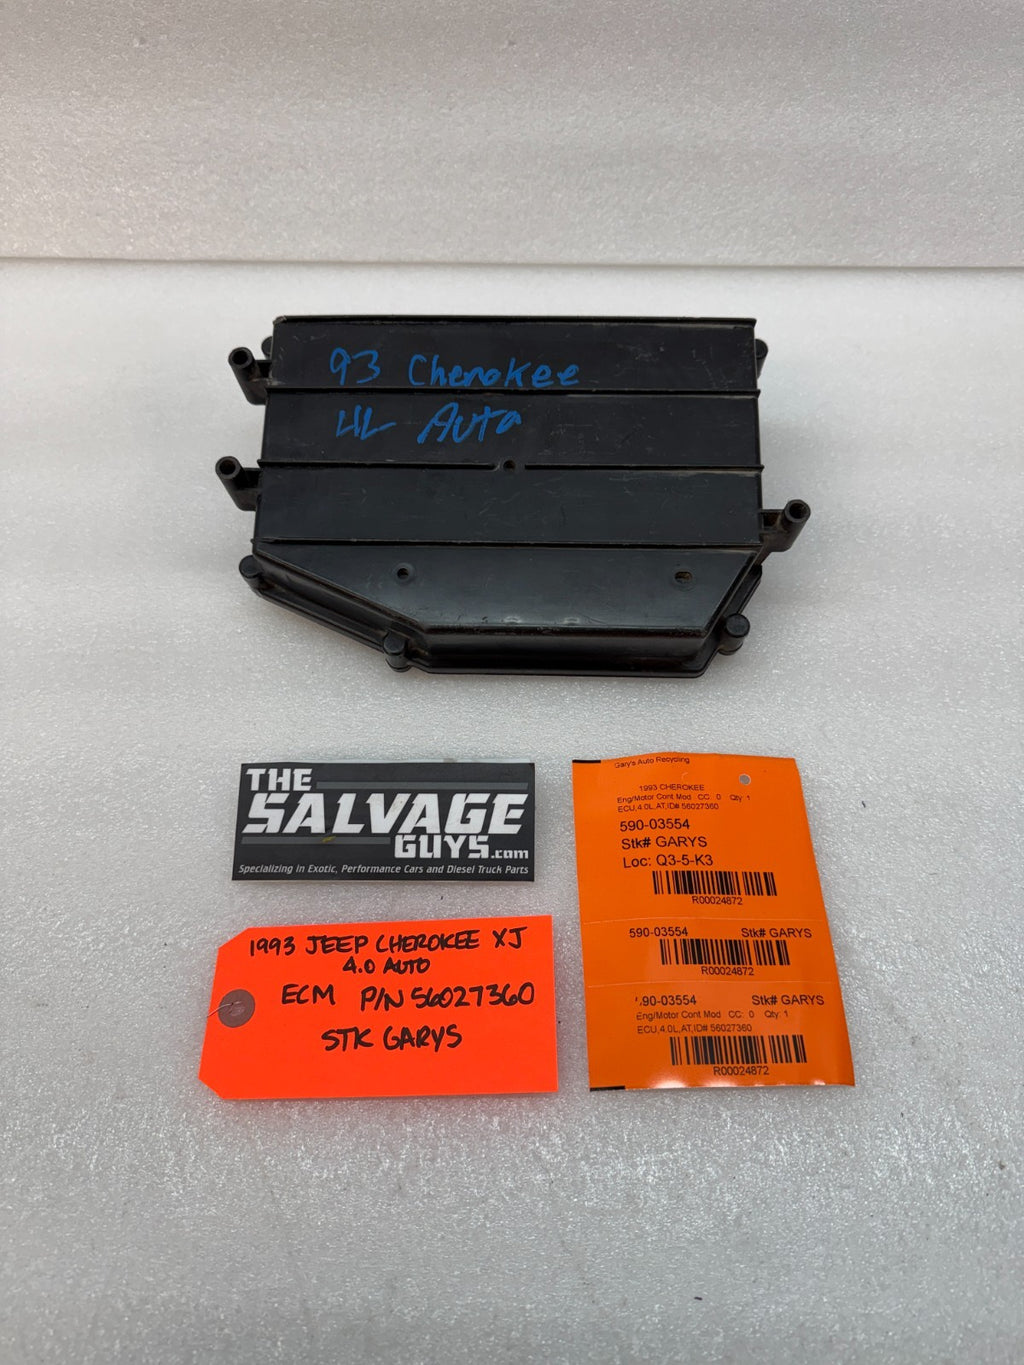 93 Cherokee
4L Auto
THE
SALVAGE
GUYS.com
Specializing in Exotic, Performance Cars and Diesel Truck Parts
1993 JEEP CHEROKEE XJ
4.0 AUTO
ECM P/N 56027360
STK GARYS
Gary's Auto Recycling
1993 CHEROKEE
Eng/Motor Cont Mod CC: 0 Qty: 1
ECU,4.0L,AT,ID# 56027360
590-03554
Stk# GARYS
Loc: Q3-5-K3
R00024872
590-03554 Stk# GARYS
R00024872
590-03554 Stk# GARYS
Eng/Motor Cont Mod CC: 0 Qty: 1
ECU,4.0L,AT,ID# 56027360
R00024872